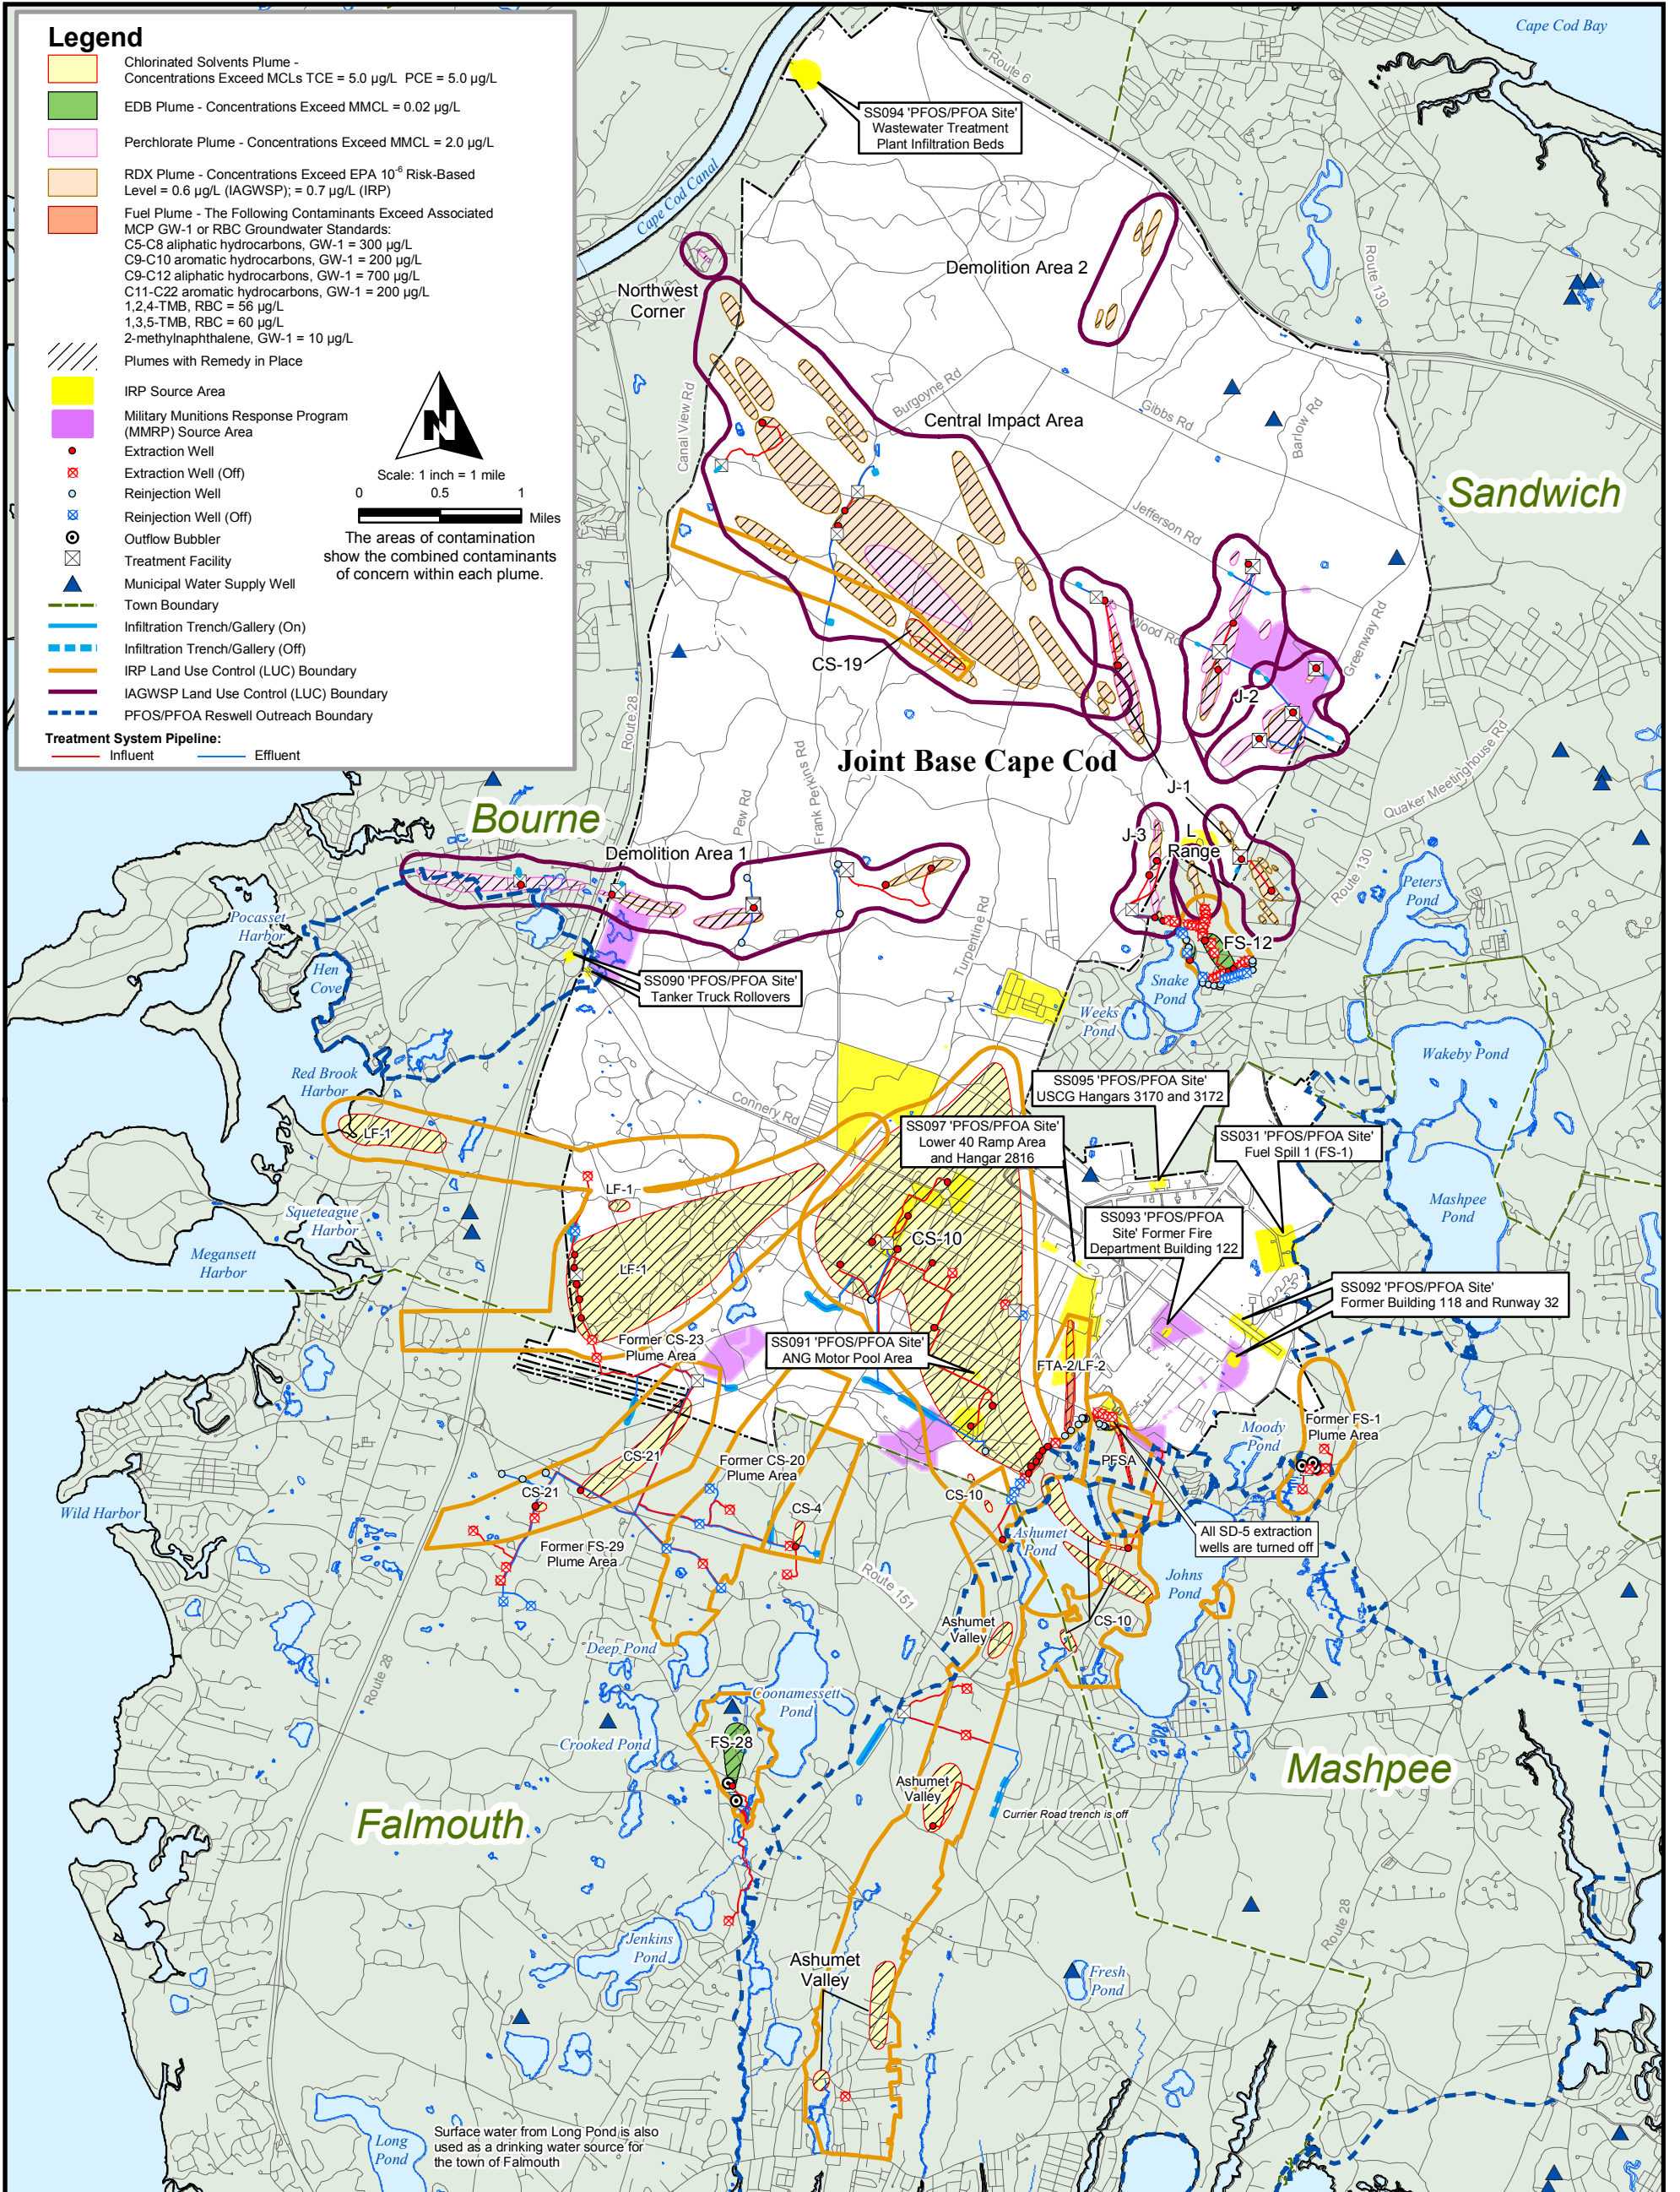 Legend
Chlorinated Solvents Plume -
Concentrations Exceed MCLs TCE = 5.0 µg/L PCE = 5.0 µg/L
EDB Plume - Concentrations Exceed MMCL = 0.02 µg/L
Perchlorate Plume - Concentrations Exceed MMCL = 2.0 µg/L
RDX Plume - Concentrations Exceed EPA 10⁻⁶ Risk-Based
Level = 0.6 µg/L (IAGWSP); = 0.7 µg/L (IRP)
Fuel Plume - The Following Contaminants Exceed Associated
MCP GW-1 or RBC Groundwater Standards:
C5-C8 aliphatic hydrocarbons, GW-1 = 300 µg/L
C9-C10 aromatic hydrocarbons, GW-1 = 200 µg/L
C9-C12 aliphatic hydrocarbons, GW-1 = 700 µg/L
C11-C22 aromatic hydrocarbons, GW-1 = 200 µg/L
1,2,4-TMB, RBC = 56 µg/L
1,3,5-TMB, RBC = 60 µg/L
2-methylnaphthalene, GW-1 = 10 µg/L
Plumes with Remedy in Place
IRP Source Area
Military Munitions Response Program
(MMRP) Source Area
Extraction Well
Extraction Well (Off)
Reinjection Well
Reinjection Well (Off)
Outflow Bubbler
Treatment Facility
Municipal Water Supply Well
Town Boundary
Infiltration Trench/Gallery (On)
Infiltration Trench/Gallery (Off)
IRP Land Use Control (LUC) Boundary
IAGWSP Land Use Control (LUC) Boundary
PFOS/PFOA Reswell Outreach Boundary
Treatment System Pipeline:
Influent
Effluent
N
Scale: 1 inch = 1 mile
0 0.5 1
Miles
The areas of contamination
show the combined contaminants
of concern within each plume.
Cape Cod Bay
Route 6
SS094 'PFOS/PFOA Site'
Wastewater Treatment
Plant Infiltration Beds
Cape Cod Canal
Route 130
Demolition Area 2
Northwest
Corner
Canal View Rd
Burgoyne Rd
Gibbs Rd
Barlow Rd
Central Impact Area
Sandwich
Jefferson Rd
Wood Rd
Greenway Rd
CS-19
J-2
Route 28
Joint Base Cape Cod
J-1
Quaker Meetinghouse Rd
Bourne
Pew Rd
Frank Perkins Rd
J-3
L
Range
Demolition Area 1
Route 130
Peters
Pond
Pocasset
Harbor
Hen
Cove
Turpentine Rd
FS-12
SS090 'PFOS/PFOA Site'
Tanker Truck Rollovers
Snake
Pond
Weeks
Pond
Wakeby Pond
Red Brook
Harbor
Connery Rd
SS095 'PFOS/PFOA Site'
USCG Hangars 3170 and 3172
SS097 'PFOS/PFOA Site'
Lower 40 Ramp Area
and Hangar 2816
SS031 'PFOS/PFOA Site'
Fuel Spill 1 (FS-1)
LF-1
LF-1
Squeteague
Harbor
Mashpee
Pond
SS093 'PFOS/PFOA
Site' Former Fire
Department Building 122
CS-10
Megansett
Harbor
LF-1
SS092 'PFOS/PFOA Site'
Former Building 118 and Runway 32
Former CS-23
Plume Area
SS091 'PFOS/PFOA Site'
ANG Motor Pool Area
FTA-2/LF-2
Moody
Pond
Former FS-1
Plume Area
CS-21
Former CS-20
Plume Area
PFSA
CS-21
CS-10
CS-4
Wild Harbor
Ashumet
Pond
All SD-5 extraction
wells are turned off
Former FS-29
Plume Area
Route 151
Johns
Pond
Ashumet
Valley
CS-10
Deep Pond
Route 28
Coonamessett
Pond
Crooked Pond
FS-28
Mashpee
Ashumet
Valley
Currier Road trench is off
Falmouth
Route 28
Jenkins
Pond
Ashumet
Valley
Fresh
Pond
Surface water from Long Pond is also
used as a drinking water source for
the town of Falmouth
Long
Pond